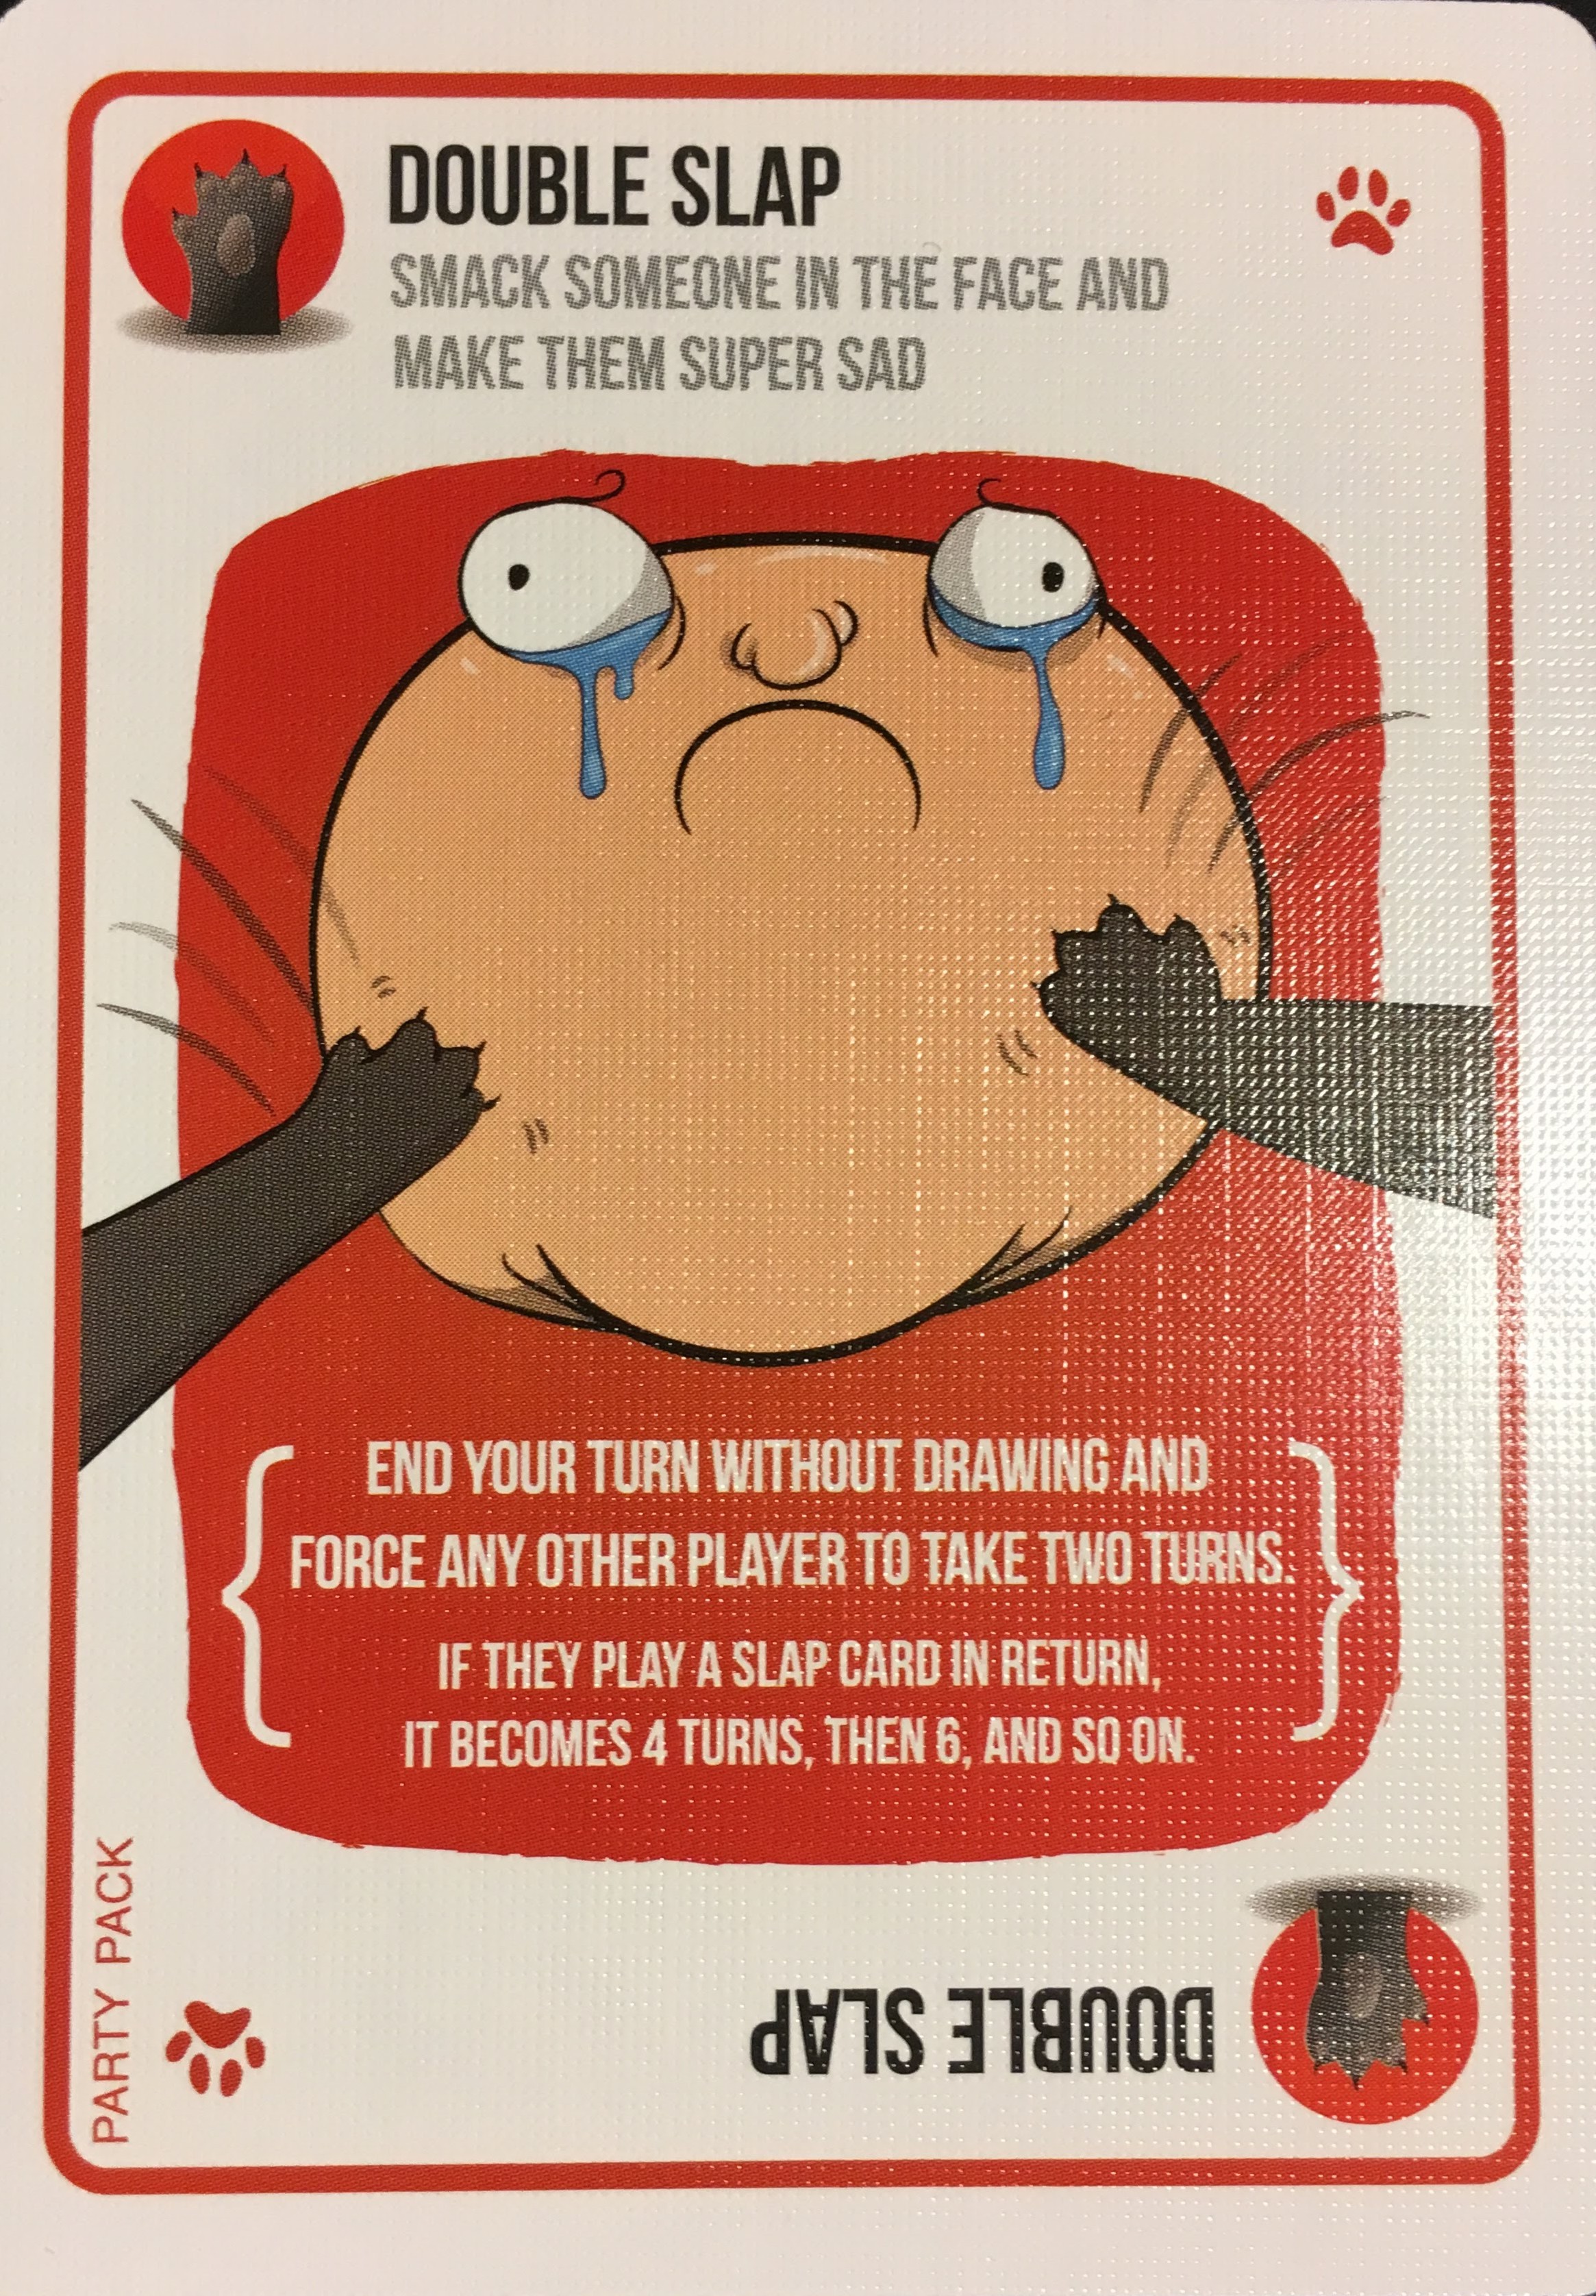 DOUBLE SLAP
SMACK SOMEONE IN THE FACE AND
MAKE THEM SUPER SAD
END YOUR TURN WITHOUT DRAWING AND
FORCE ANY OTHER PLAYER TO TAKE TWO TURNS.
IF THEY PLAY A SLAP CARD IN RETURN,
IT BECOMES 4 TURNS, THEN 6, AND SO ON.
PARTY PACK
DOUBLE SLAP